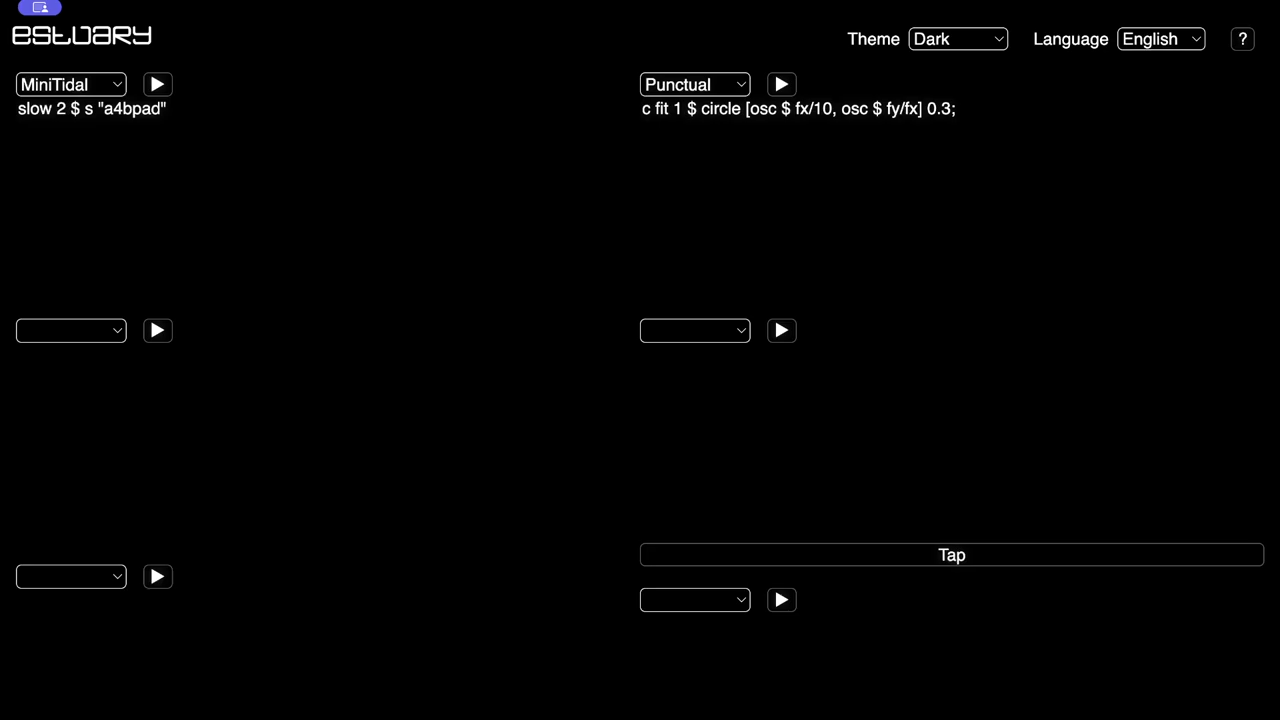 estuary
Theme Dark Language English ?
MiniTidal
slow 2 $ s "a4bpad"
Punctual
c fit 1 $ circle [osc $ fx/10, osc $ fy/fx] 0.3;
Tap